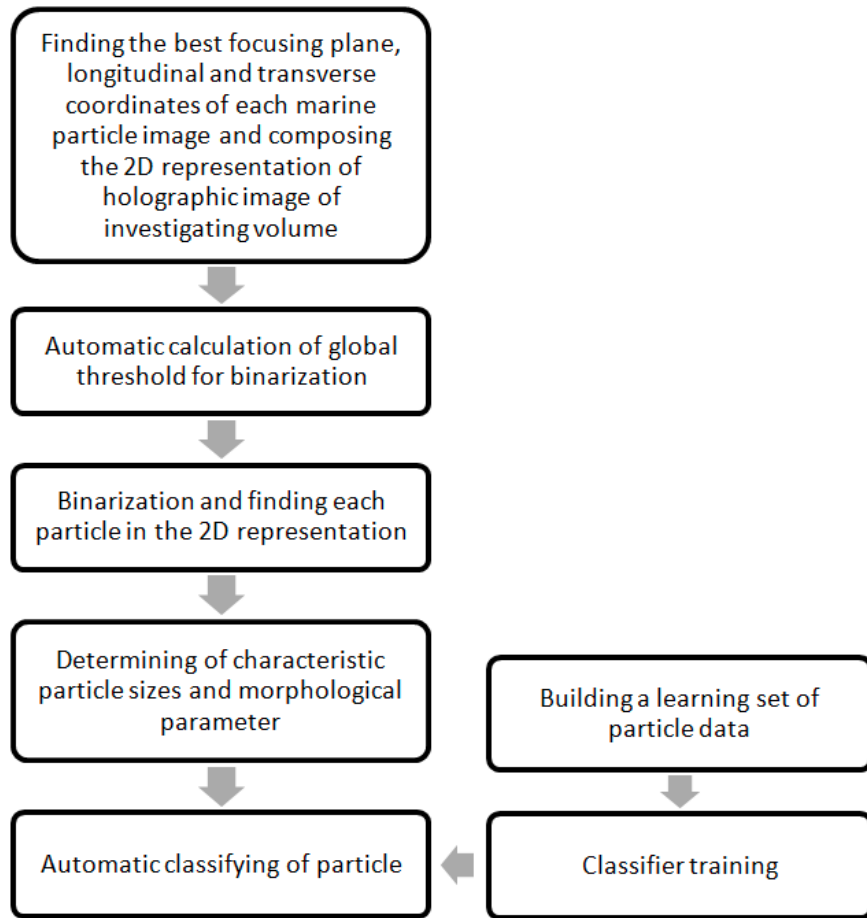 Finding the best focusing plane,
longitudinal and transverse
coordinates of each marine
particle image and composing
the 2D representation of
holographic image of
investigating volume
Automatic calculation of global
threshold for binarization
Binarization and finding each
particle in the 2D representation
Determining of characteristic
particle sizes and morphological
parameter
Building a learning set of
particle data
Automatic classifying of particle
Classifier training